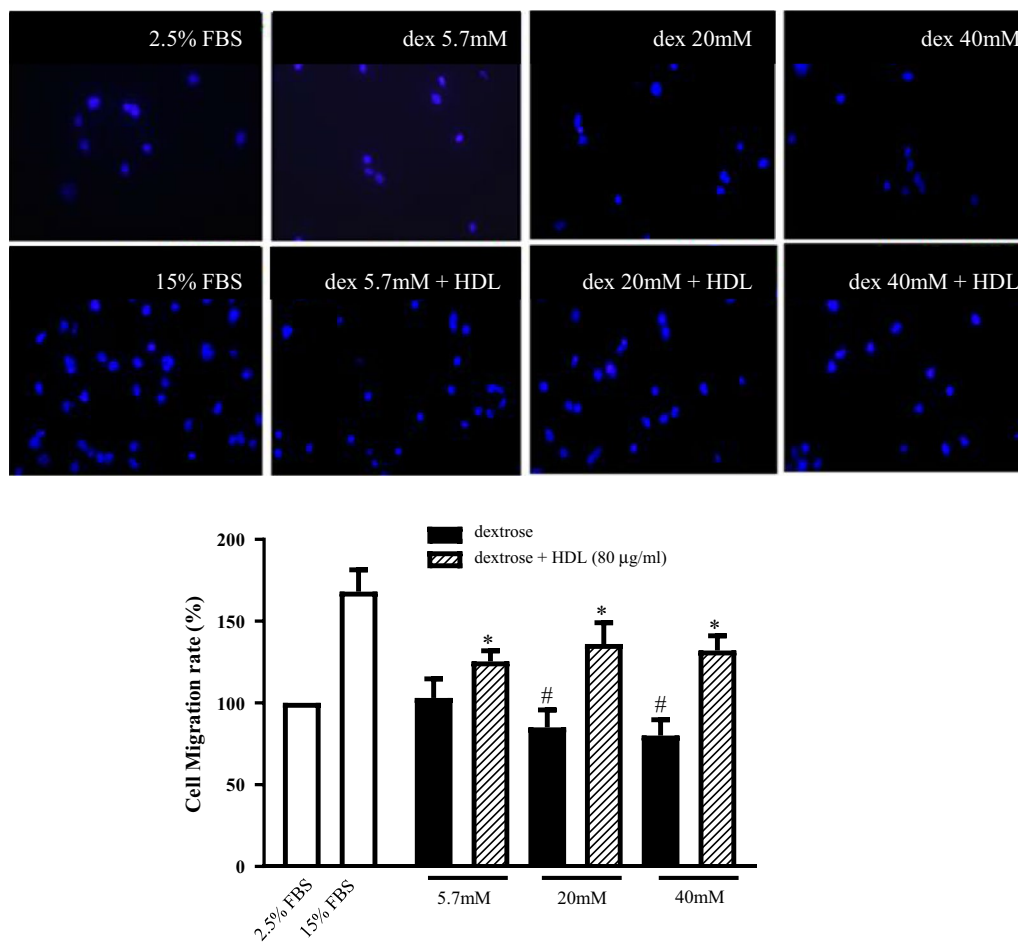 2.5% FBS
dex 5.7mM
dex 20mM
dex 40mM
15% FBS
dex 5.7mM + HDL
dex 20mM + HDL
dex 40mM + HDL
dextrose
dextrose + HDL (80 µg/ml)
Cell Migration rate (%)
200
150
100
50
0
*
*
*
#
#
2.5% FBS
15% FBS
5.7mM
20mM
40mM